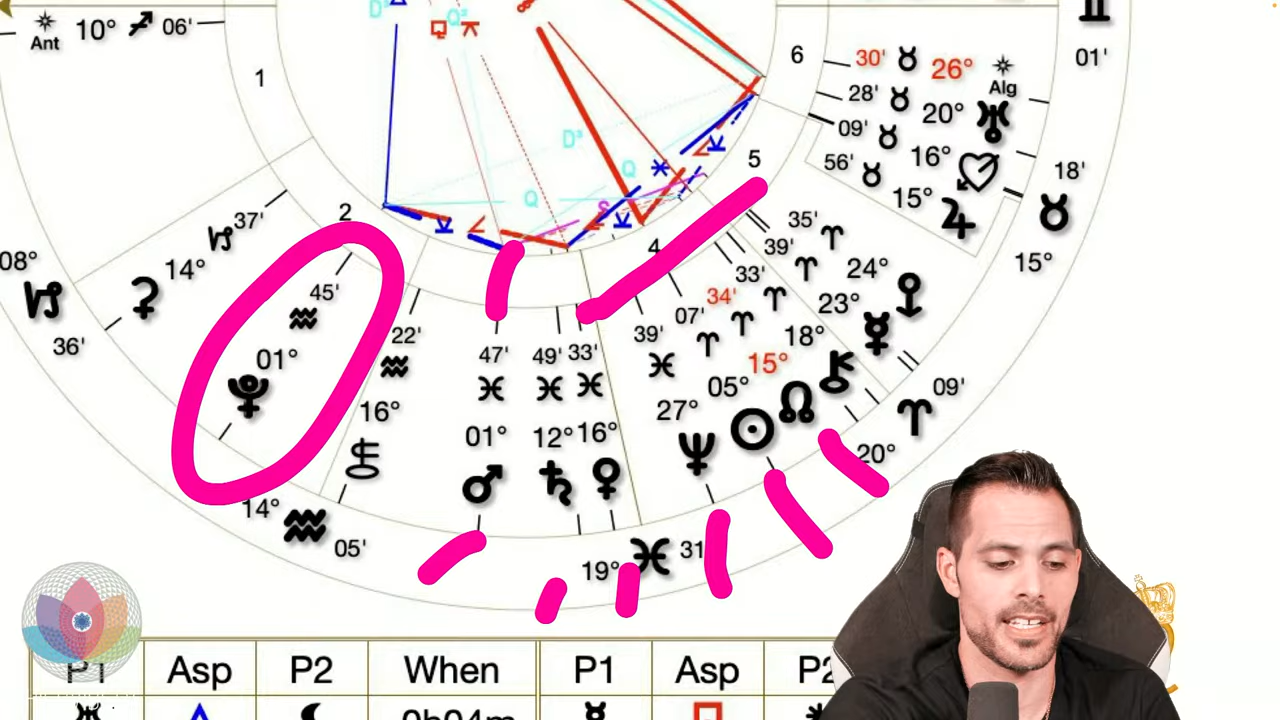 Ant 10° ♐ 06'
1
2
37' ♑ 14° ⚳
08° ♑ 36'
45' ♒ 01° ♇
22' ♒ 16°
14° ♒ 05'
47' ♓ 01° ♂
49' ♓ 12° ♄
33' ♓ 16° ♀
19° ♓ 31
4
39' ♓ 27° ♆
07' ♈ 05°
34' ♈ 15° ☉ ☊
33' ♈ 18° ⚷
39' ♈ 23° ☿
35' ♈ 24°
20° ♈ 09'
5
6
30' ♉ 26° Alg
28' ♉ 20° ♅
09' ♉ 16°
56' ♉ 15° ♃
18' ♉ 15°
♊ 01'
D³
Q
Q
S
P1 Asp P2 When P1 Asp P2